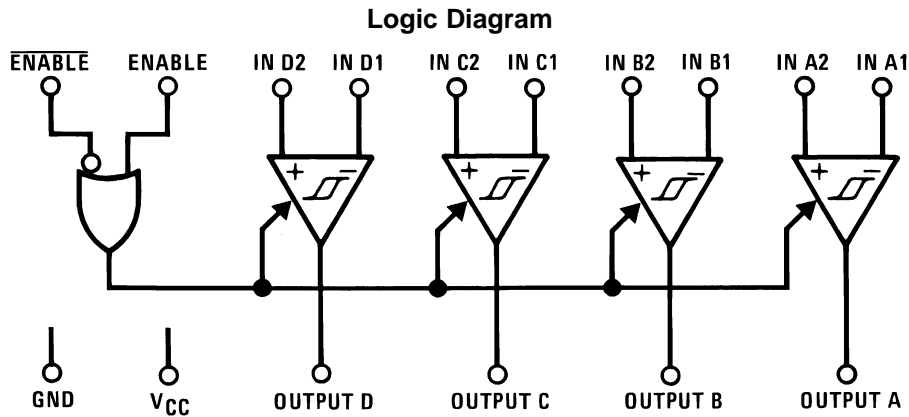 Logic Diagram
ENABLE ENABLE IN D2 IN D1 IN C2 IN C1 IN B2 IN B1 IN A2 IN A1
+ − + − + − + −
GND VCC OUTPUT D OUTPUT C OUTPUT B OUTPUT A